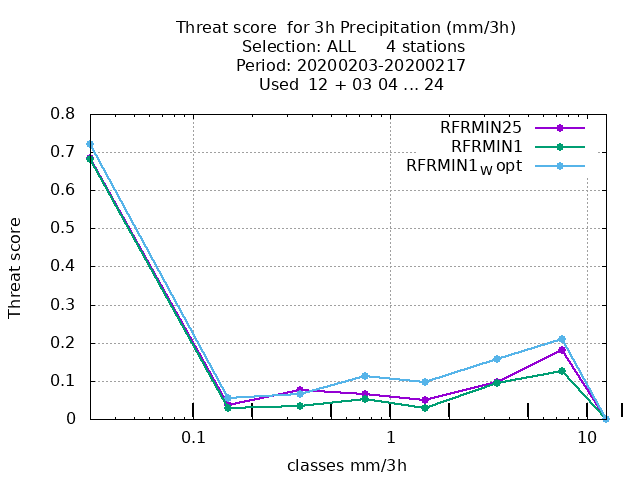 Threat score  for 3h Precipitation (mm/3h)
Selection: ALL      4 stations
Period: 20200203-20200217
Used  12 + 03 04 ... 24
RFRMIN25
RFRMIN1
RFRMIN1W opt
0.8
0.7
0.6
0.5
0.4
0.3
0.2
0.1
0
Threat score
0.1 1 10
classes mm/3h